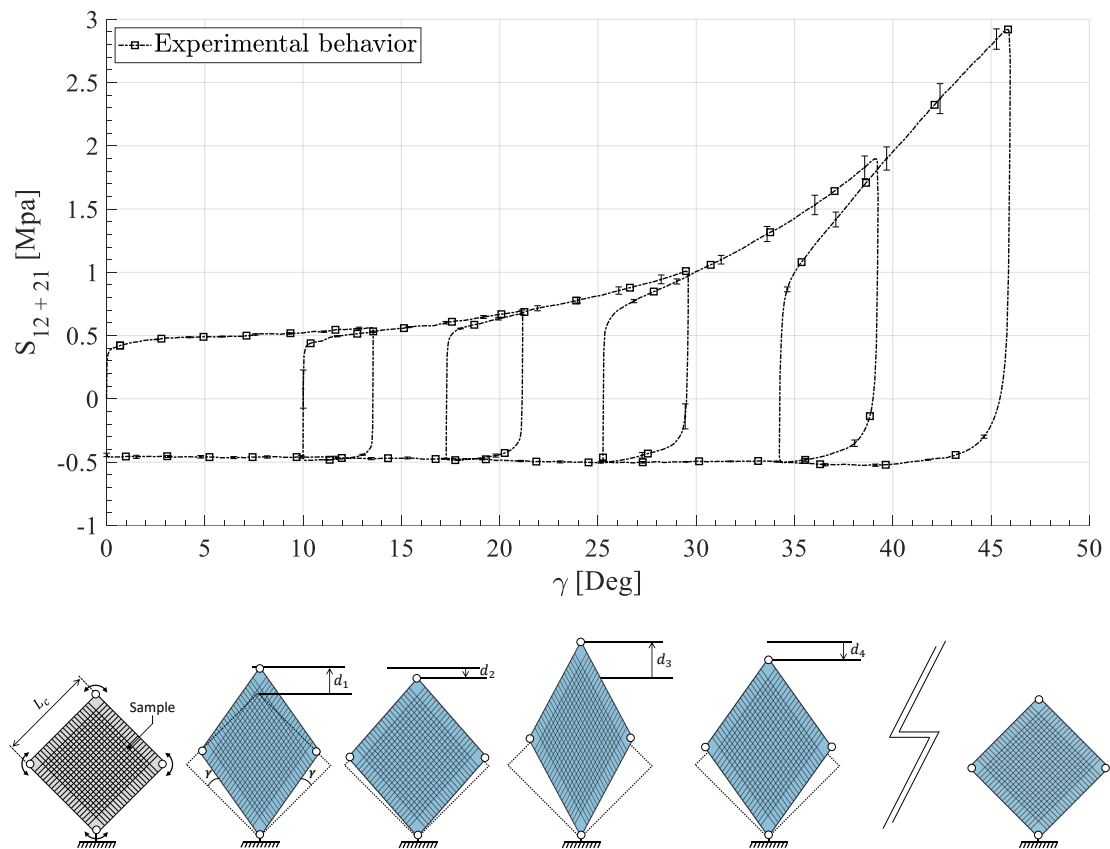 Experimental behavior
3
2.5
2
1.5
1
0.5
0
-0.5
-1
S12 + 21 [Mpa]
0 5 10 15 20 25 30 35 40 45 50
γ [Deg]
Lc
Sample
γ γ
d1
d2
d3
d4